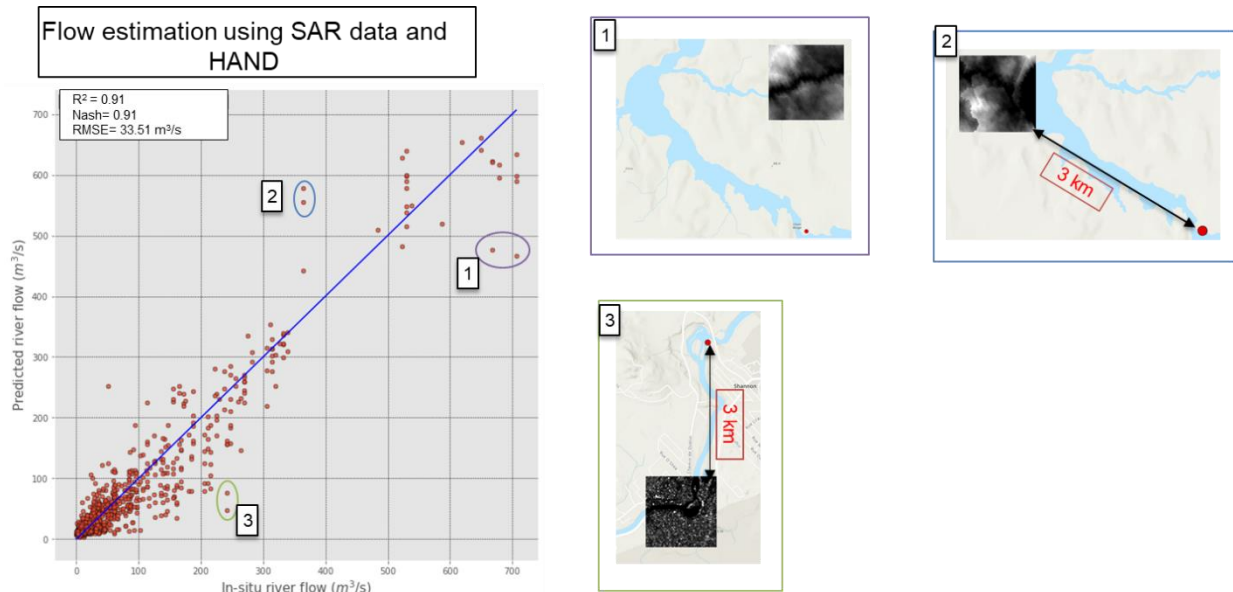 Flow estimation using SAR data and
HAND
R² = 0.91
Nash= 0.91
RMSE= 33.51 m³/s
Predicted river flow (m³/s)
700
600
500
400
300
200
100
0
0 100 200 300 400 500 600 700
In-situ river flow (m³/s)
2
1
3
1
2
3 km
3
Shannon
3 km